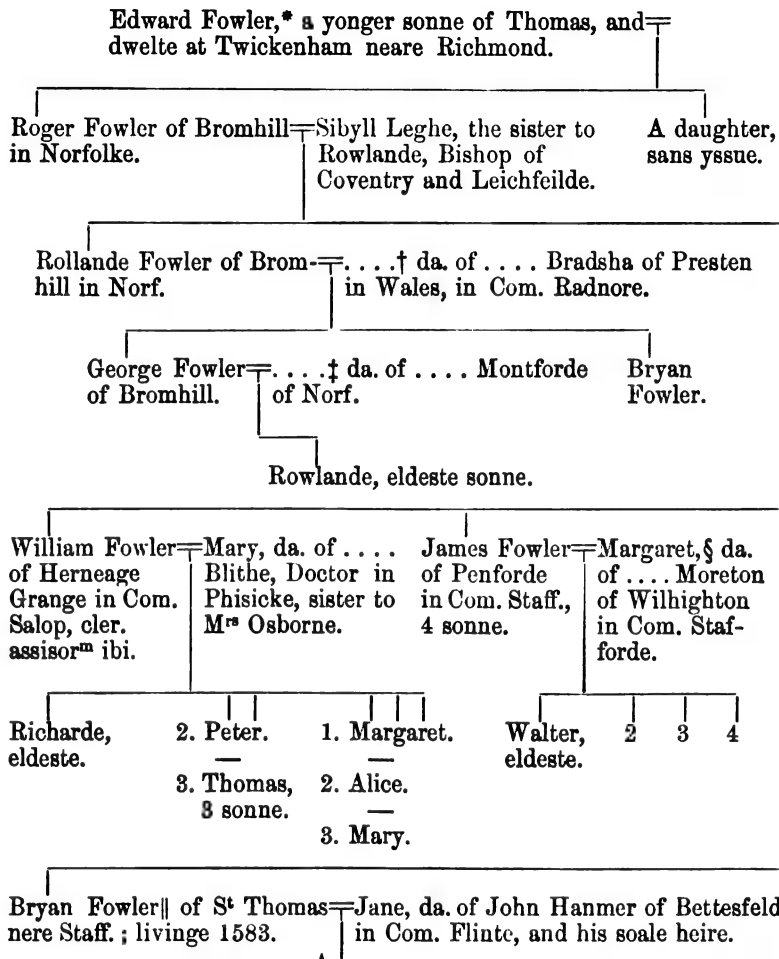 Edward Fowler,* a yonger sonne of Thomas, and
dwelte at Twickenham neare Richmond.
Roger Fowler of Bromhill
in Norfolke.
Sibyll Leghe, the sister to
Rowlande, Bishop of
Coventry and Leichfeilde.
A daughter,
sans yssue.
Rollande Fowler of Brom-
hill in Norf.
. . . .† da. of . . . . Bradsha of Presten
in Wales, in Com. Radnore.
George Fowler
of Bromhill.
. . . .‡ da. of . . . . Montforde
of Norf.
Bryan
Fowler.
Rowlande, eldeste sonne.
William Fowler
of Herneage
Grange in Com.
Salop, cler.
assisorᵐ ibi.
Mary, da. of . . . .
Blithe, Doctor in
Phisicke, sister to
Mʳˢ Osborne.
James Fowler
of Penforde
in Com. Staff.,
4 sonne.
Margaret,§ da.
of . . . . Moreton
of Wilhighton
in Com. Staf-
forde.
Richarde,
eldeste.
2. Peter.
—
3. Thomas,
3 sonne.
1. Margaret.
—
2. Alice.
—
3. Mary.
Walter,
eldeste.
2 3 4
Bryan Fowler‖ of Sᵗ Thomas
nere Staff. ; livinge 1583.
Jane, da. of John Hanmer of Bettesfeld
in Com. Flinte, and his soale heire.